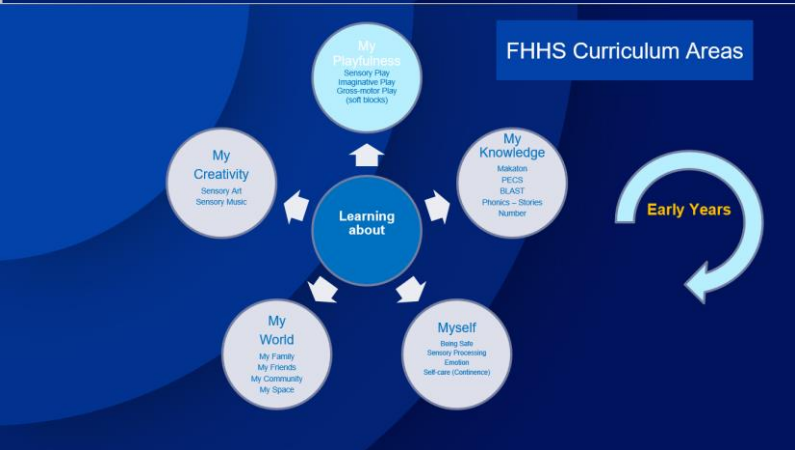 FHHS Curriculum Areas
My
Playfulness
Sensory Play
Imaginative Play
Gross-motor Play
(soft blocks)
My
Knowledge
Makaton
PECS
BLAST
Phonics – Stories
Number
Myself
Being Safe
Sensory Processing
Emotion
Self-care (Continence)
My
World
My Family
My Friends
My Community
My Space
My
Creativity
Sensory Art
Sensory Music
Learning
about
Early Years